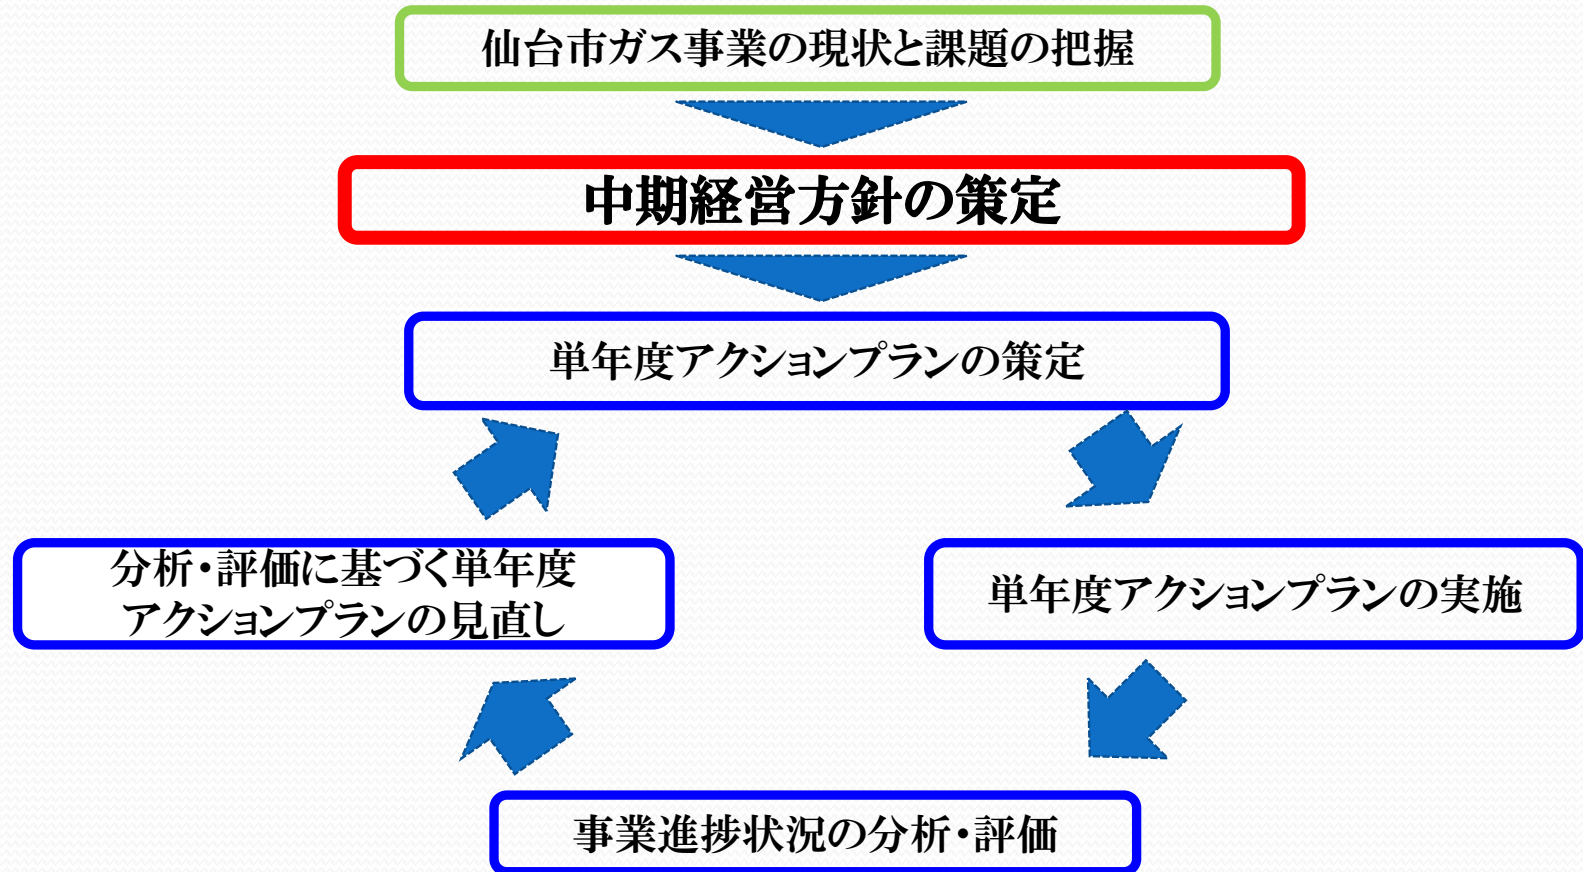 仙台市ガス事業の現状と課題の把握
中期経営方針の策定
単年度アクションプランの策定
分析・評価に基づく単年度
アクションプランの見直し
単年度アクションプランの実施
事業進捗状況の分析・評価